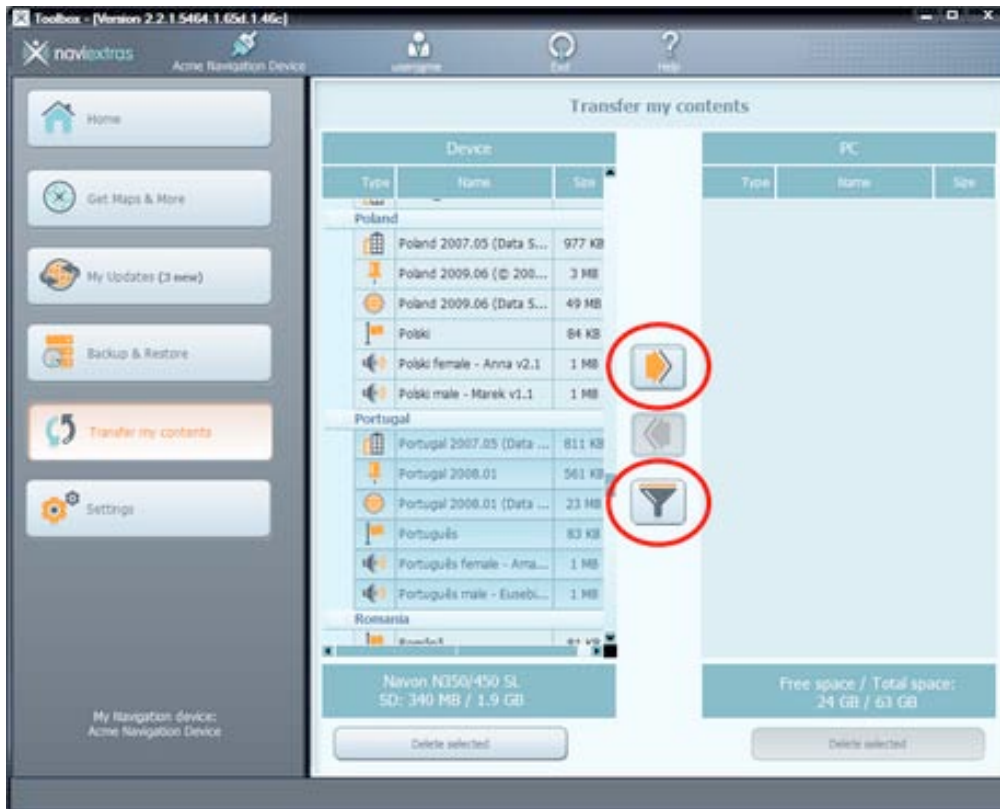 Toolbox - [Version 2.2.1.5464.1.65d.1.46c]
naviextras
Acme Navigation Device
username
Exit
Help
Home
Get Maps & More
My Updates (3 new)
Backup & Restore
Transfer my contents
Settings
My Navigation device:
Acme Navigation Device
Transfer my contents
Device
Type Name Size
Poland
Poland 2007.05 (Data S... 977 KB
Poland 2009.06 (© 200... 3 MB
Poland 2009.06 (Data S... 49 MB
Polski 84 KB
Polski female - Anna v2.1 1 MB
Polski male - Marek v1.1 1 MB
Portugal
Portugal 2007.05 (Data ... 811 KB
Portugal 2008.01 561 KB
Portugal 2008.01 (Data ... 23 MB
Português 83 KB
Português female - Ama... 1 MB
Português male - Eusebi... 1 MB
Romania
Navon N350/450 SL
SD: 340 MB / 1.9 GB
Delete selected
PC
Type Name Size
Free space / Total space:
24 GB / 63 GB
Delete selected